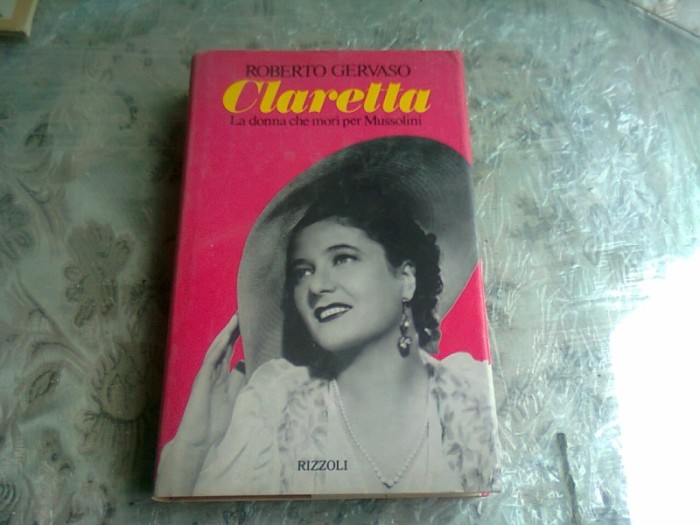 ROBERTO GERVASO
Claretta
La donna che morì per Mussolini
RIZZOLI